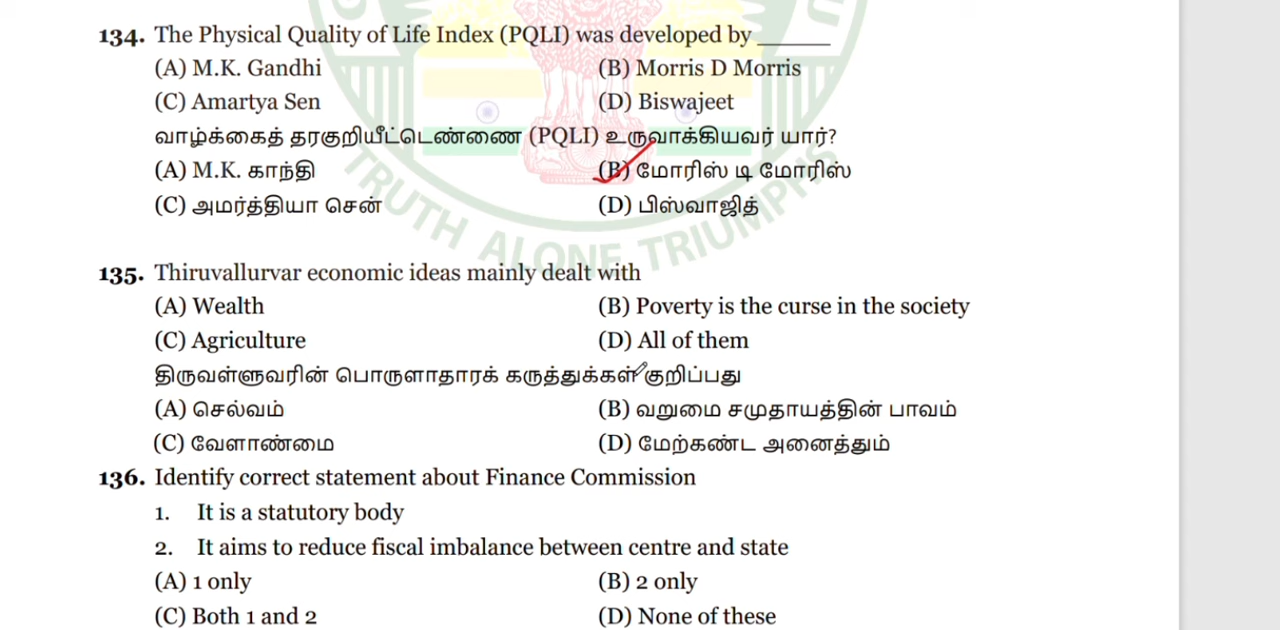 134. The Physical Quality of Life Index (PQLI) was developed by ______
(A) M.K. Gandhi (B) Morris D Morris
(C) Amartya Sen (D) Biswajeet
வாழ்க்கைத் தரகுறியீட்டெண்ணை (PQLI) உருவாக்கியவர் யார்?
(A) M.K. காந்தி (B) மோரிஸ் டி மோரிஸ்
(C) அமர்த்தியா சென் (D) பிஸ்வாஜித்
TRUTH ALONE TRIUMPHS
135. Thiruvallurvar economic ideas mainly dealt with
(A) Wealth (B) Poverty is the curse in the society
(C) Agriculture (D) All of them
திருவள்ளுவரின் பொருளாதாரக் கருத்துக்கள் குறிப்பது
(A) செல்வம் (B) வறுமை சமுதாயத்தின் பாவம்
(C) வேளாண்மை (D) மேற்கண்ட அனைத்தும்
136. Identify correct statement about Finance Commission
1. It is a statutory body
2. It aims to reduce fiscal imbalance between centre and state
(A) 1 only (B) 2 only
(C) Both 1 and 2 (D) None of these